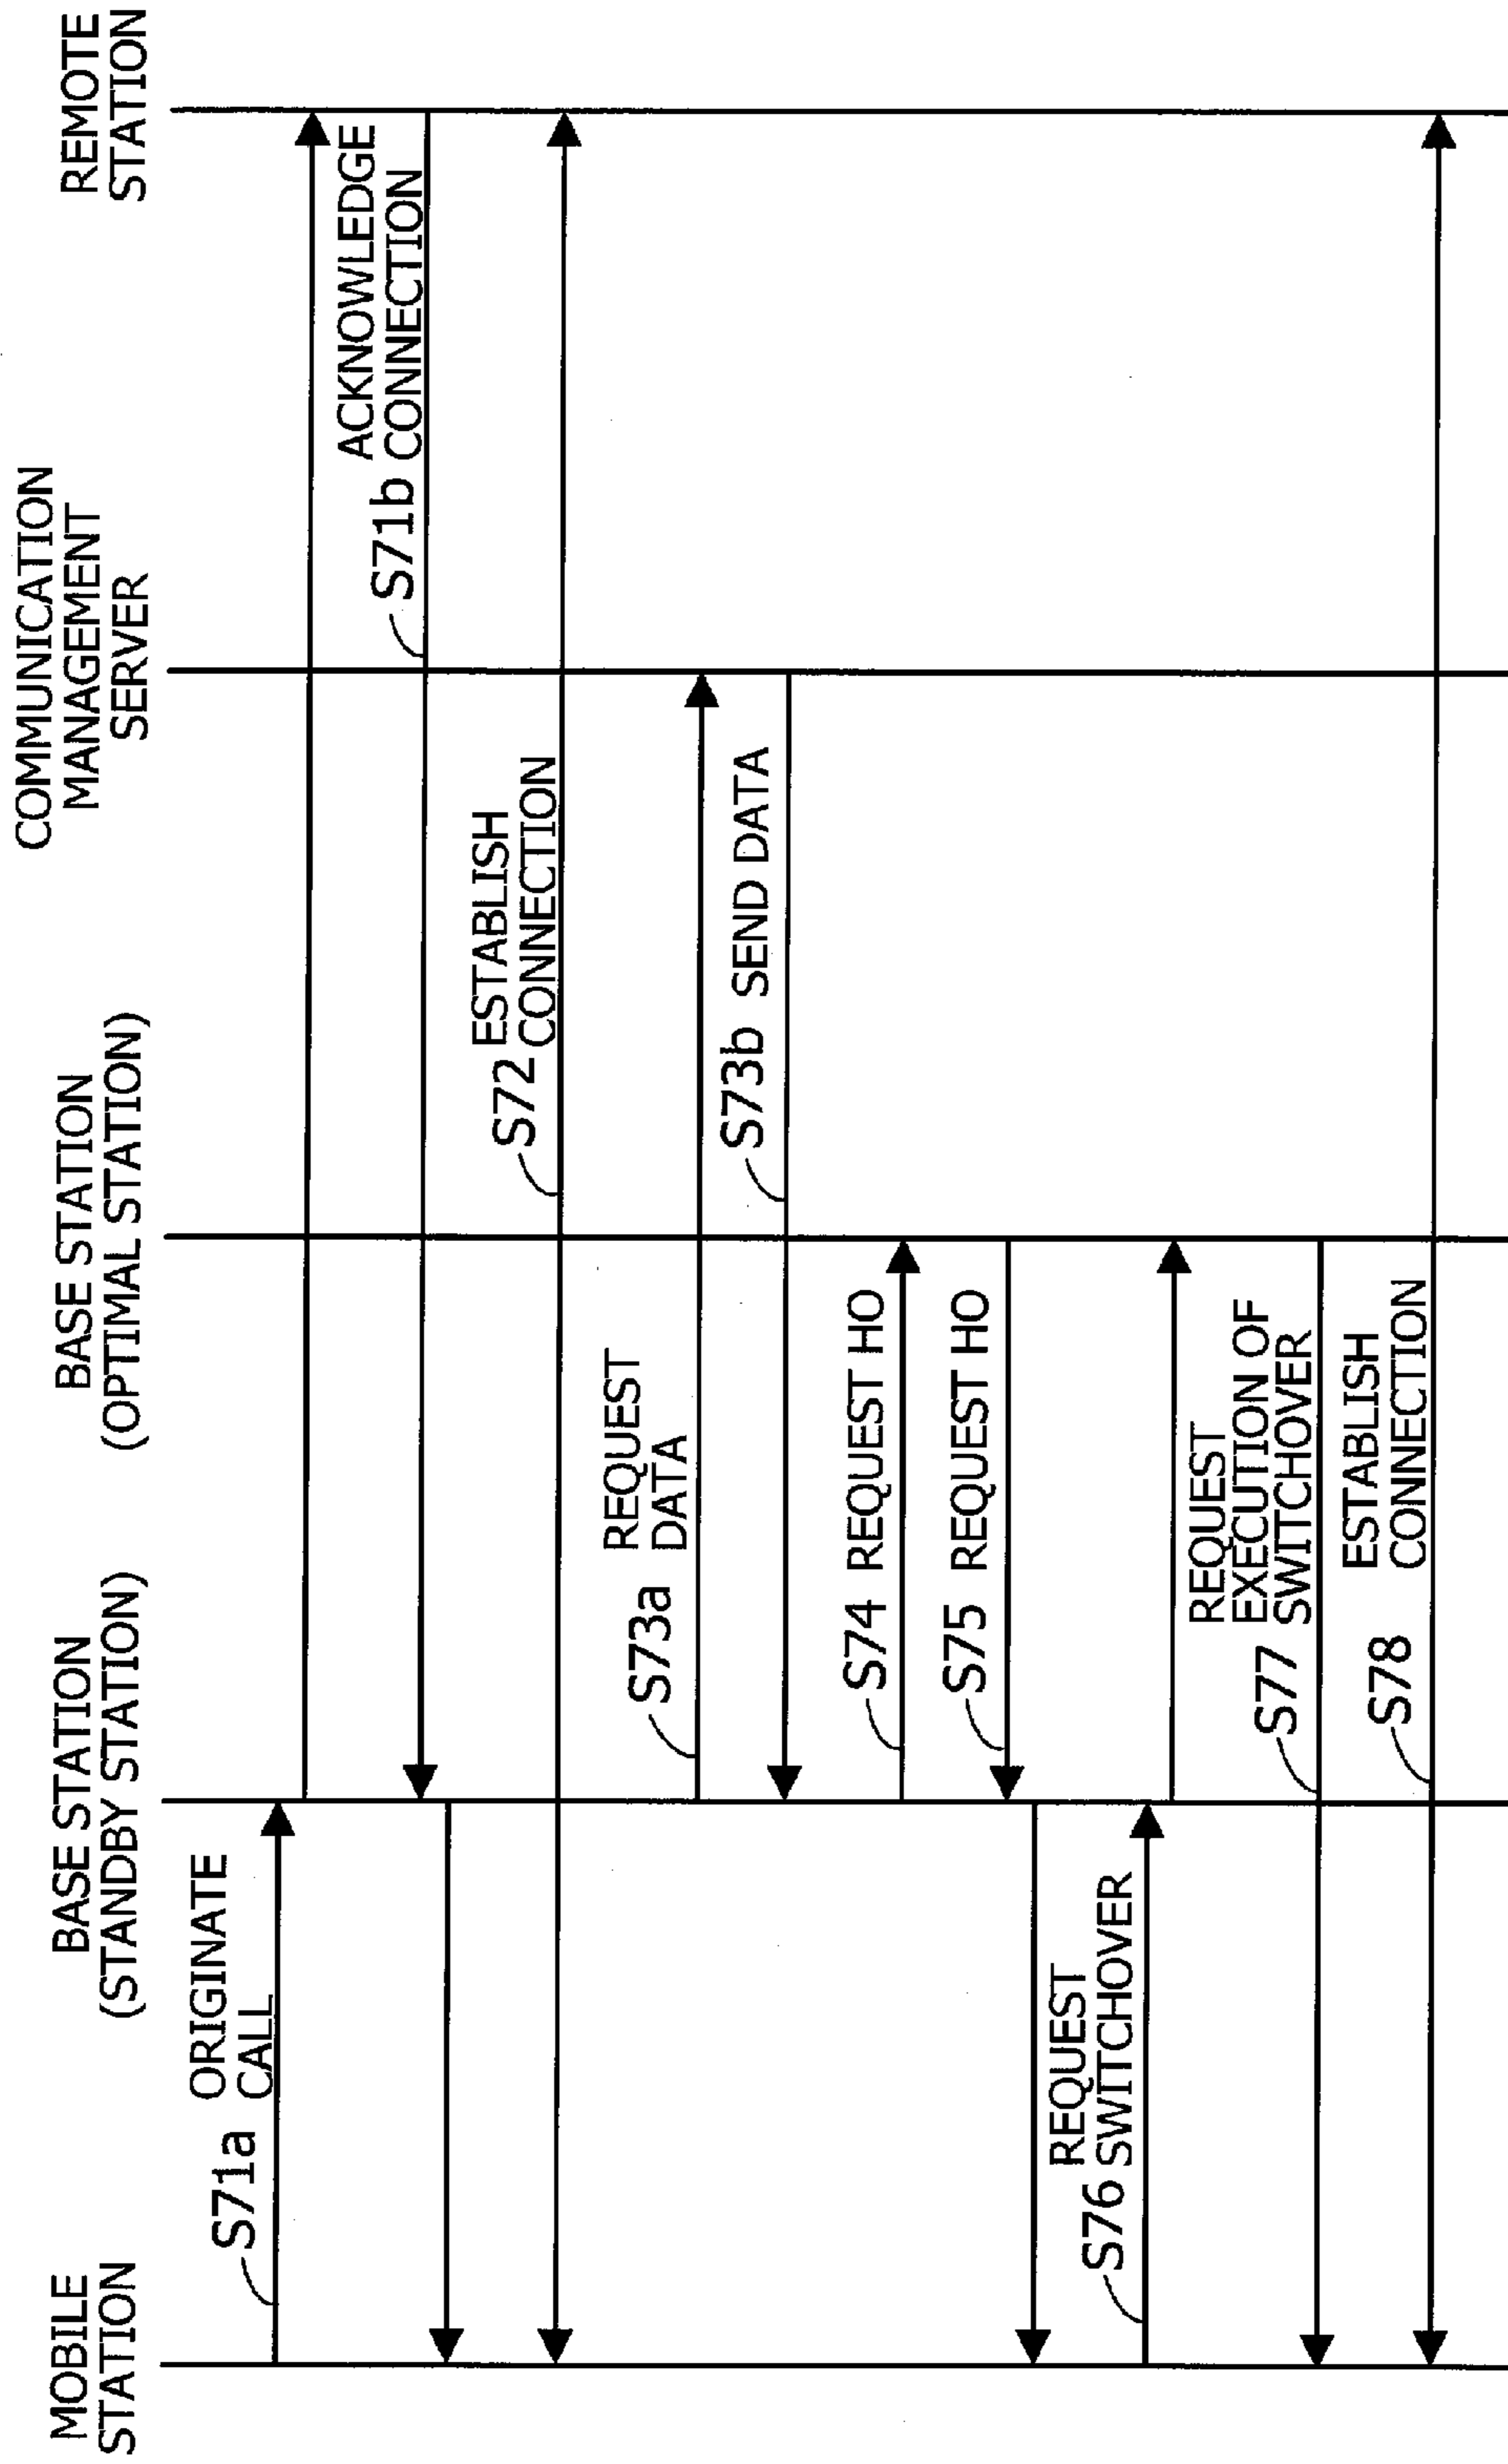 MOBILE
STATION
BASE STATION
(STANDBY STATION)
BASE STATION
(OPTIMAL STATION)
COMMUNICATION
MANAGEMENT
SERVER
REMOTE
STATION
S71a
ORIGINATE
CALL
S71b
ACKNOWLEDGE
CONNECTION
S72
ESTABLISH
CONNECTION
S73a
REQUEST
DATA
S73b SEND DATA
S74 REQUEST HO
S75 REQUEST HO
REQUEST
S76 SWITCHOVER
REQUEST
EXECUTION OF
S77 SWITCHOVER
S78
ESTABLISH
CONNECTION